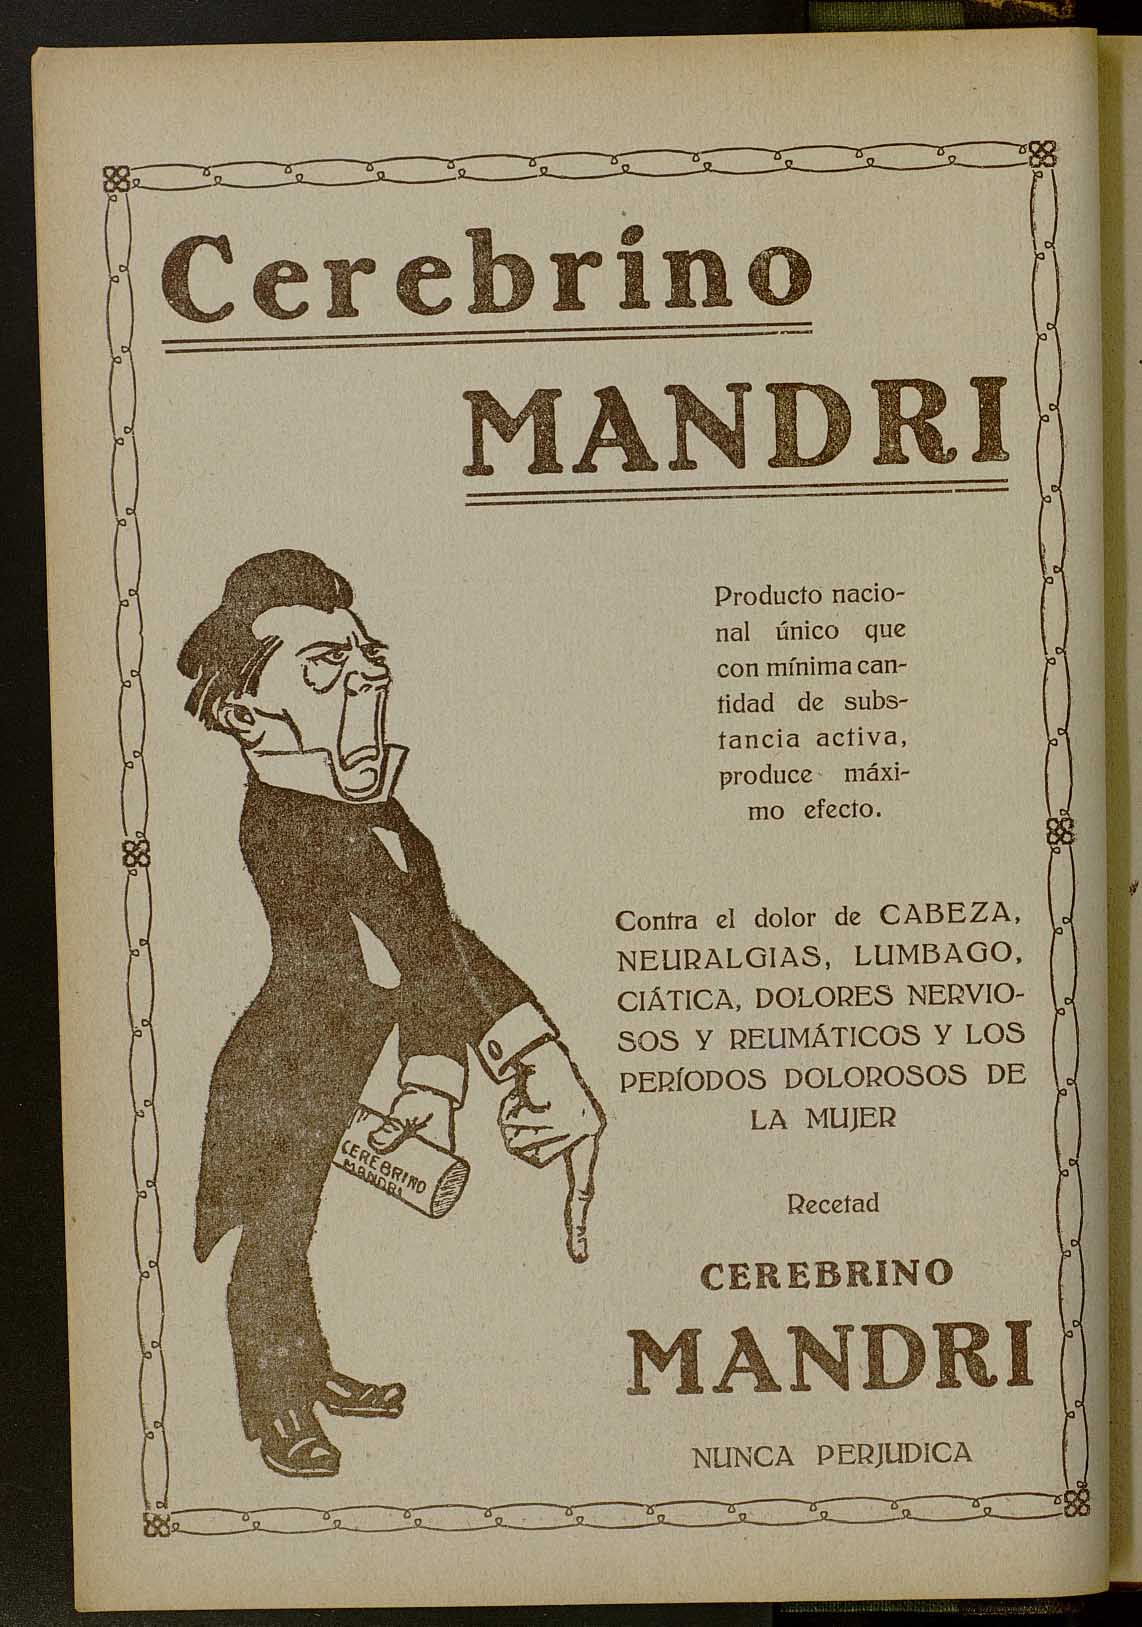 Cerebrino
MANDRI
Producto nacio-
nal único que
con mínima can-
tidad de subs-
tancia activa,
produce máxi-
mo efecto.
Contra el dolor de CABEZA,
NEURALGIAS, LUMBAGO,
CIÁTICA, DOLORES NERVIO-
SOS Y REUMÁTICOS Y LOS
PERÍODOS DOLOROSOS DE
LA MUJER
CEREBRINO
MANDRI
Recetad
CEREBRINO
MANDRI
NUNCA PERJUDICA